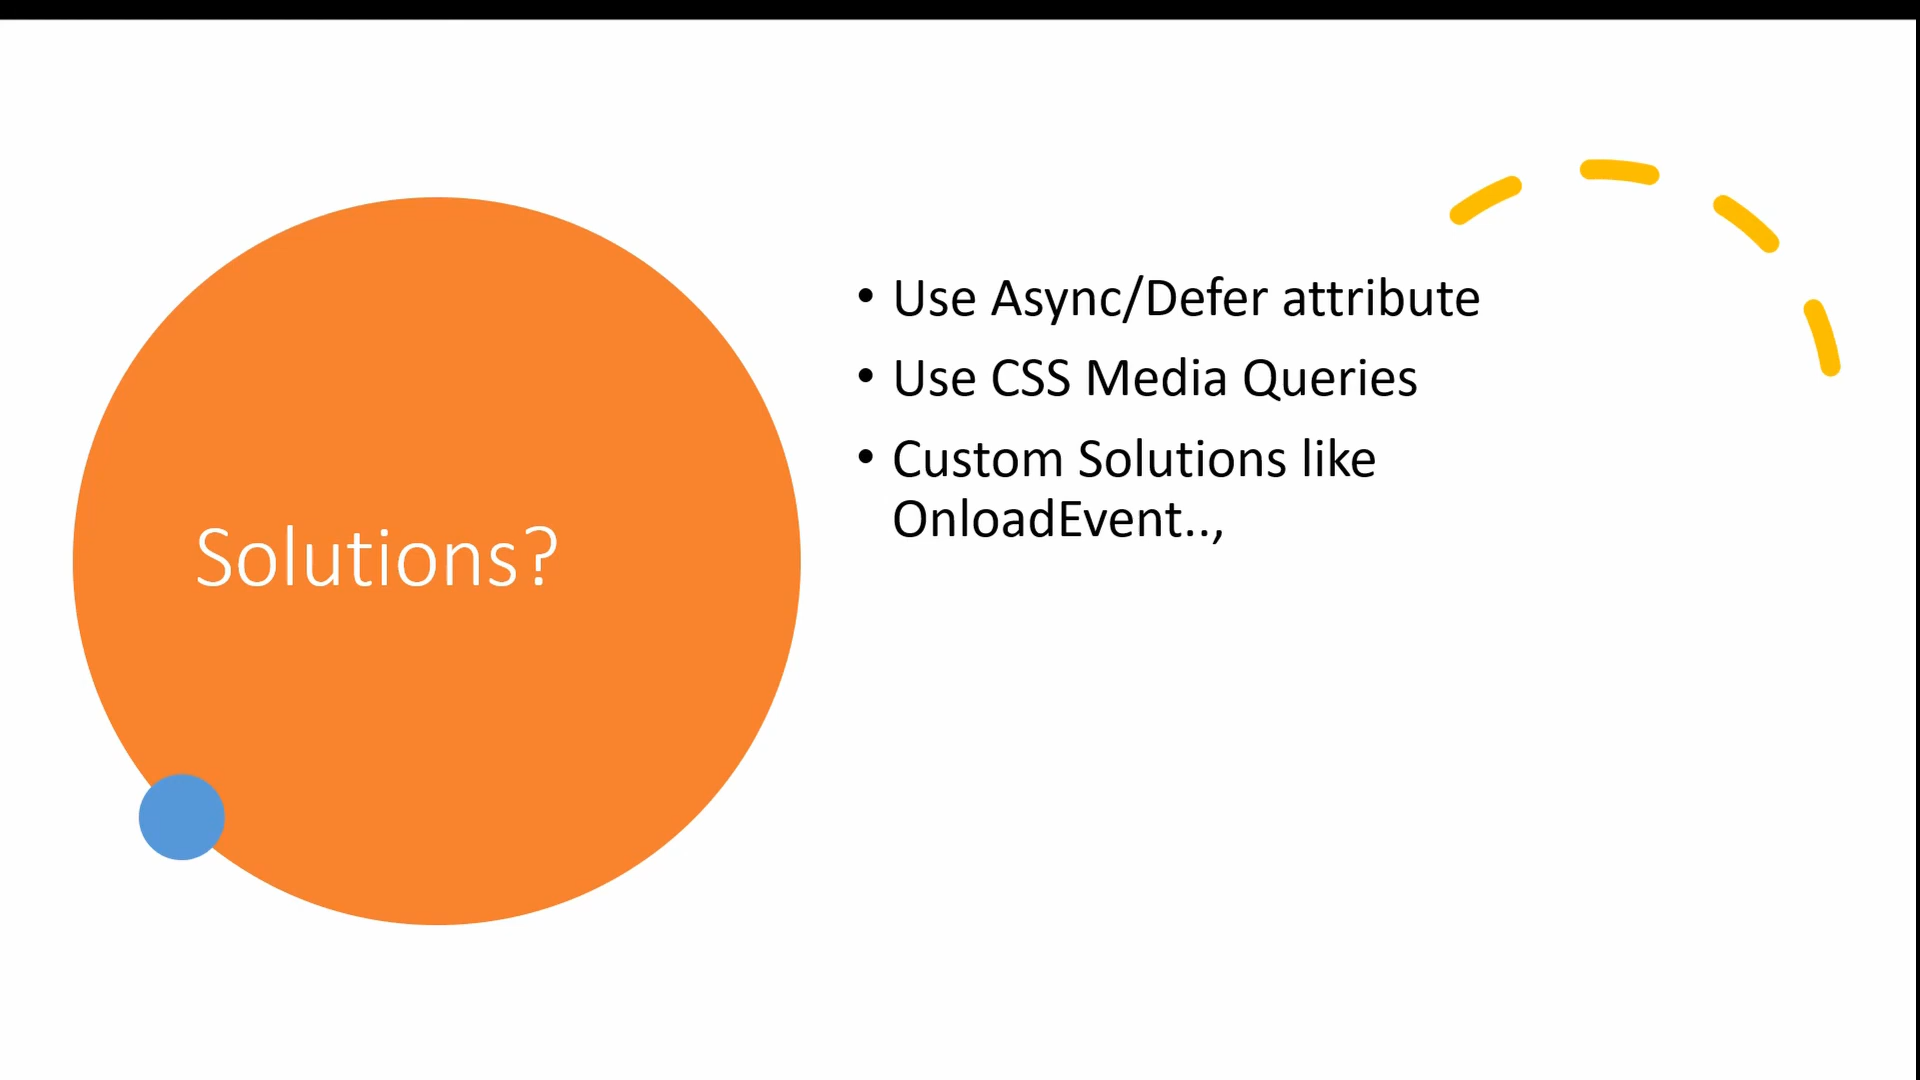 Solutions?
• Use Async/Defer attribute
• Use CSS Media Queries
• Custom Solutions like
OnloadEvent..,